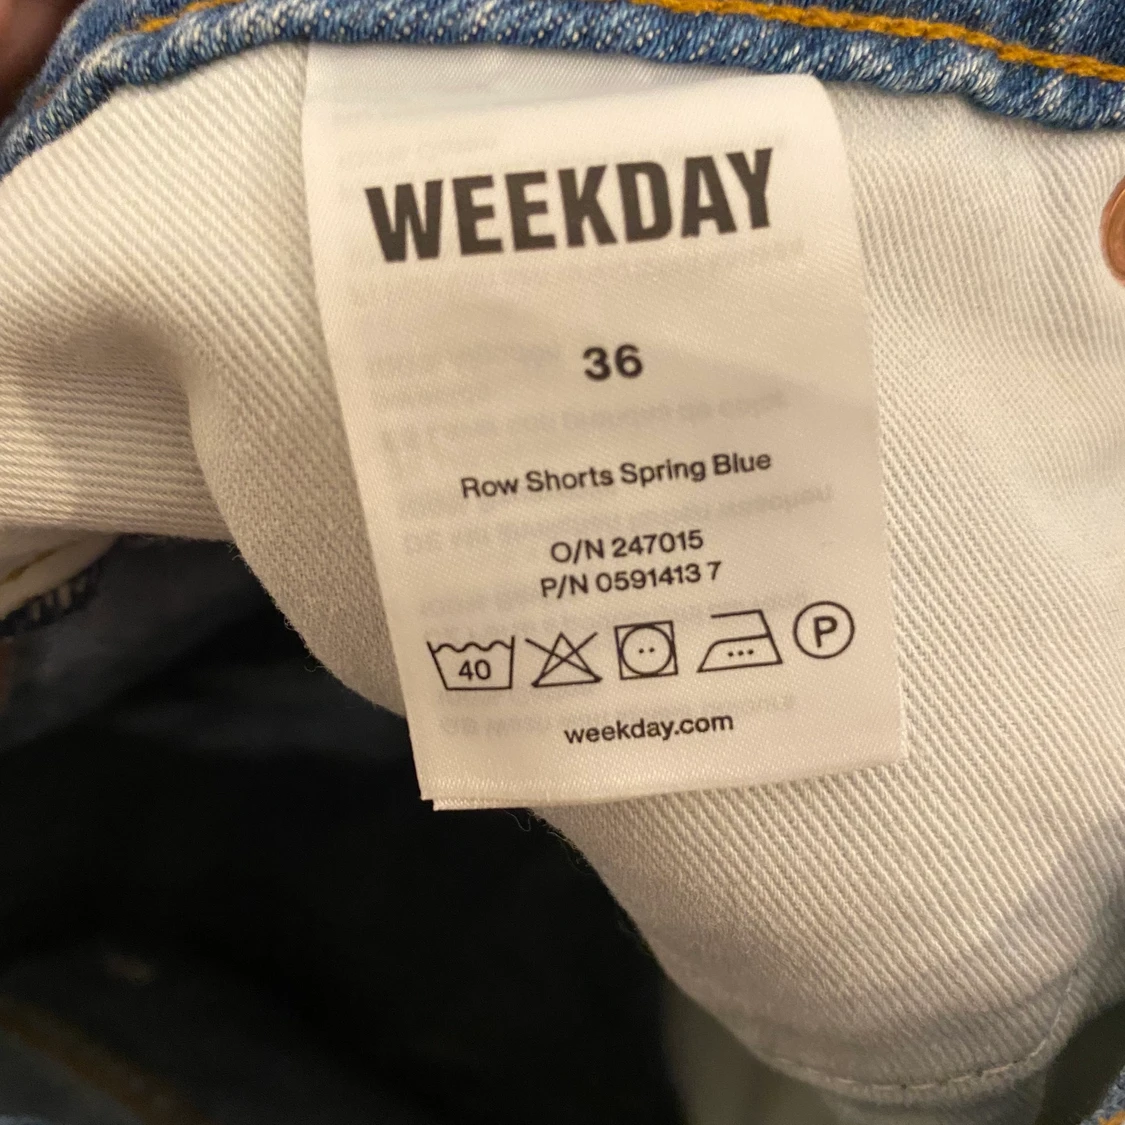 WEEKDAY
36
Row Shorts Spring Blue
O/N 247015
P/N 0591413 7
40
P
weekday.com